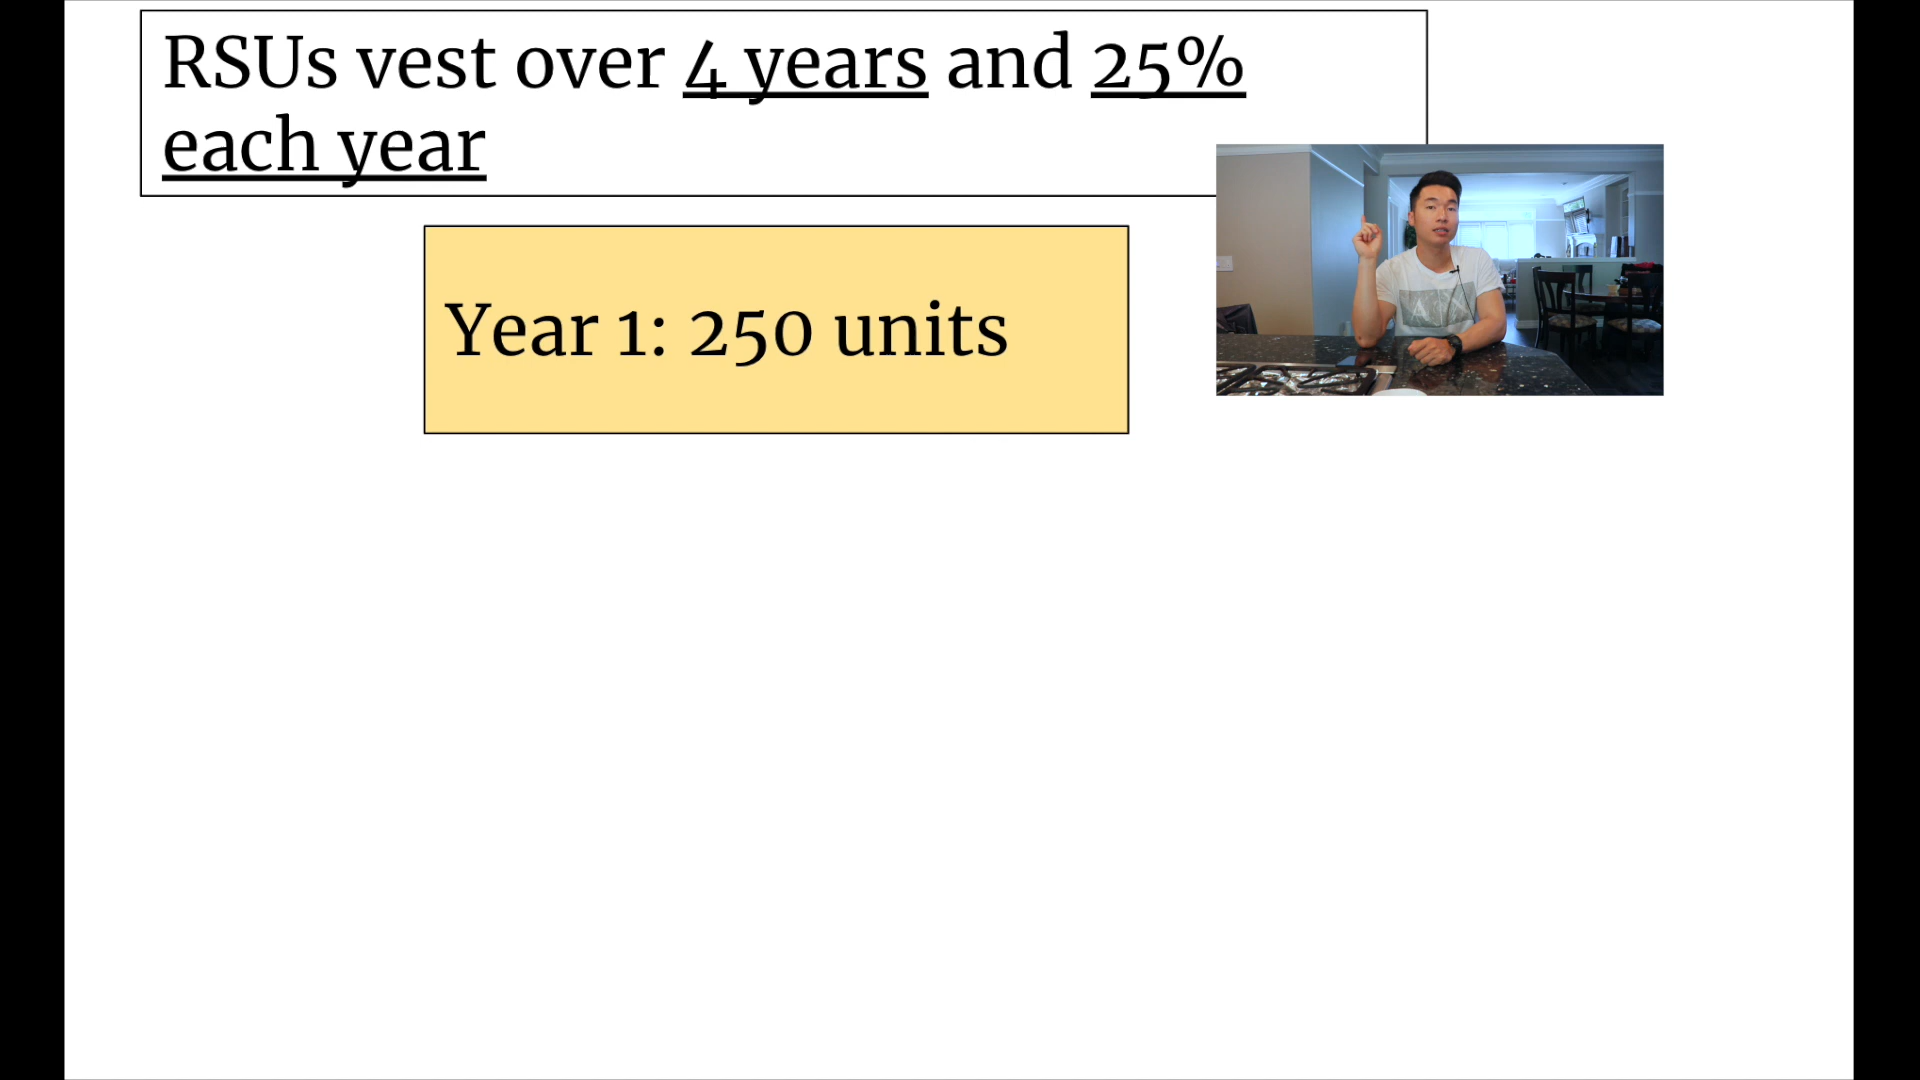 RSUs vest over 4 years and 25%
each year
Year 1: 250 units